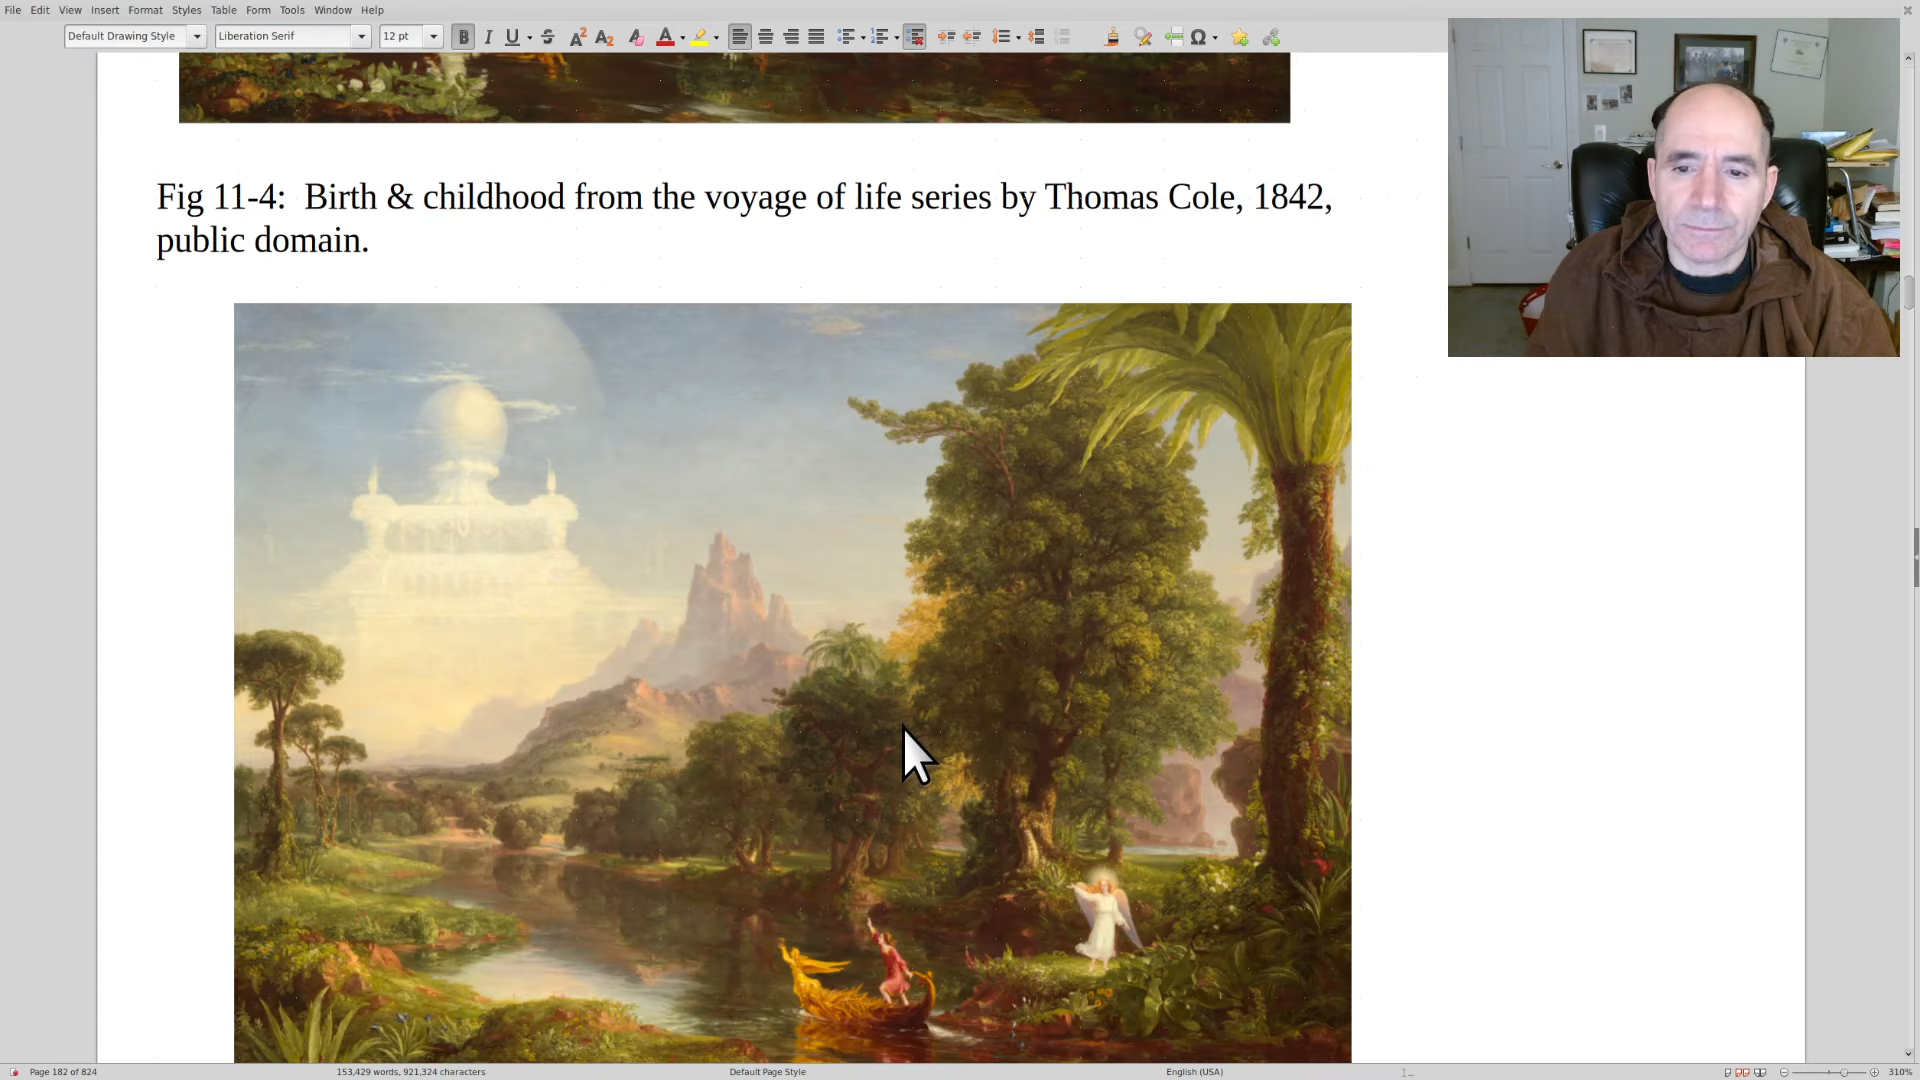 File Edit View Insert Format Styles Table Form Tools Window Help
Default Drawing Style Liberation Serif 12 pt
Fig 11-4: Birth & childhood from the voyage of life series by Thomas Cole, 1842,
public domain.
Page 182 of 824 153,429 words, 921,324 characters Default Page Style English (USA) 310%